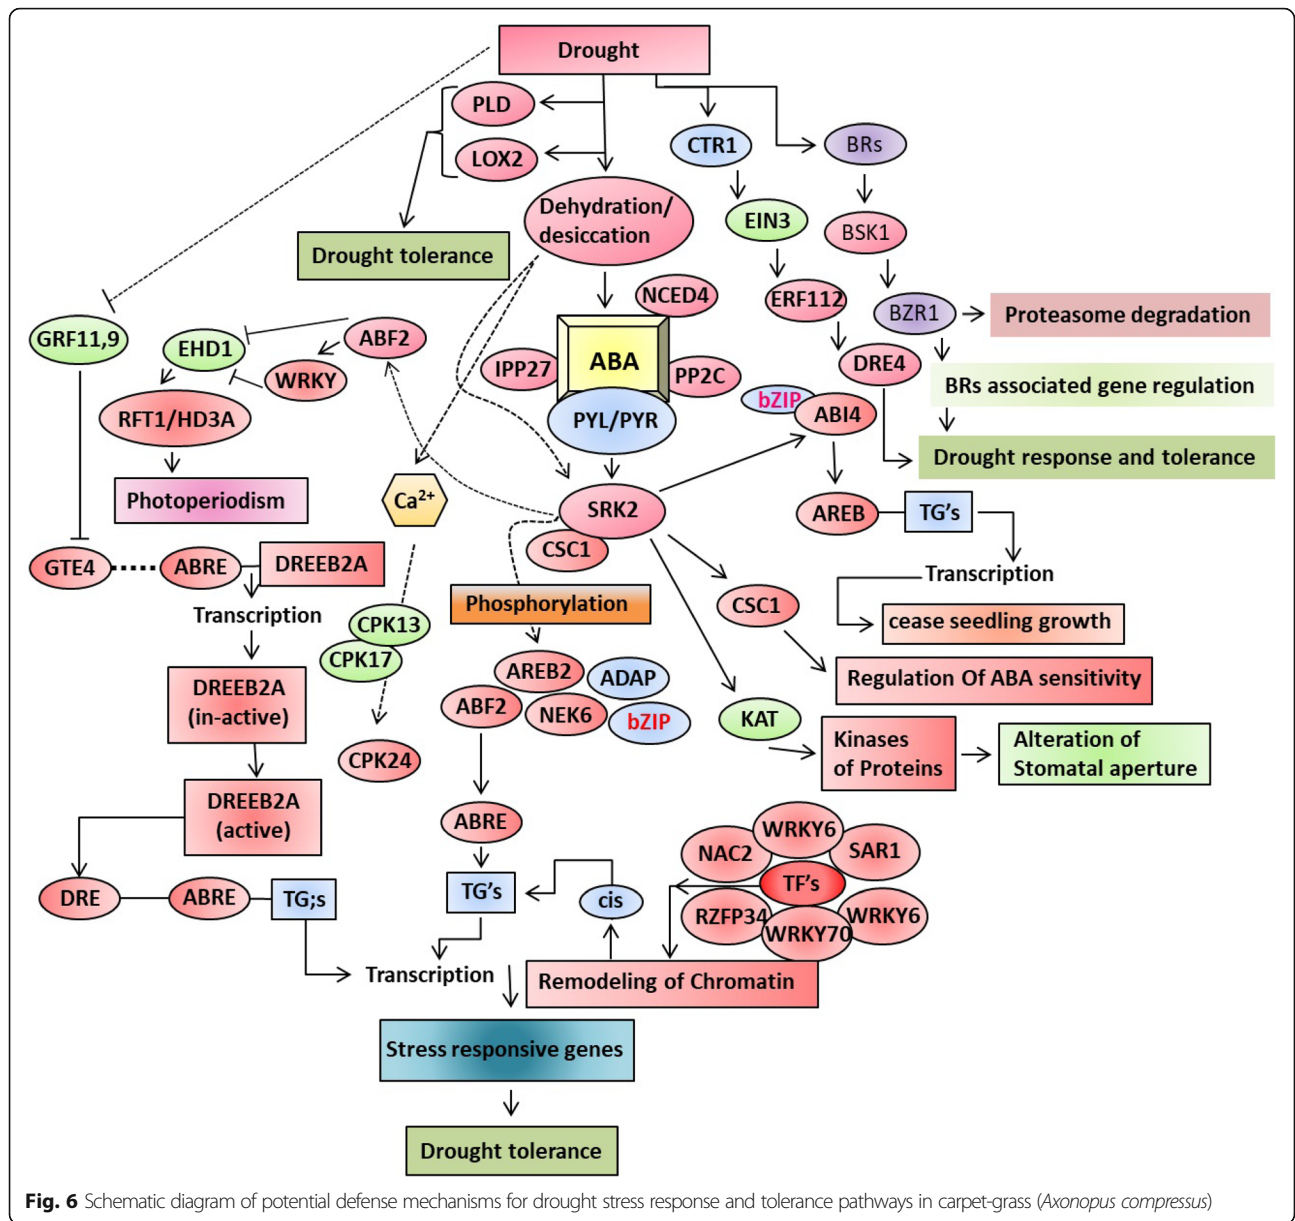 Drought
PLD
LOX2
CTR1
BRs
Dehydration/
desiccation
EIN3
BSK1
Drought tolerance
NCED4
ERF112
BZR1
Proteasome degradation
GRF11,9
EHD1
ABF2
WRKY
IPP27
ABA
PP2C
DRE4
BRs associated gene regulation
RFT1/HD3A
PYL/PYR
bZIP
ABI4
Drought response and tolerance
Photoperiodism
Ca2+
SRK2
CSC1
AREB
TG's
GTE4
ABRE
DREEB2A
Transcription
Transcription
Phosphorylation
CSC1
cease seedling growth
CPK13
CPK17
AREB2
ADAP
Regulation Of ABA sensitivity
DREEB2A
(in-active)
ABF2
NEK6
bZIP
KAT
Kinases
of Proteins
Alteration of
Stomatal aperture
CPK24
DREEB2A
(active)
ABRE
WRKY6
NAC2
SAR1
TF's
DRE
ABRE
TG;s
TG's
cis
RZFP34
WRKY70
WRKY6
Transcription
Remodeling of Chromatin
Stress responsive genes
Drought tolerance
Fig. 6 Schematic diagram of potential defense mechanisms for drought stress response and tolerance pathways in carpet-grass (Axonopus compressus)